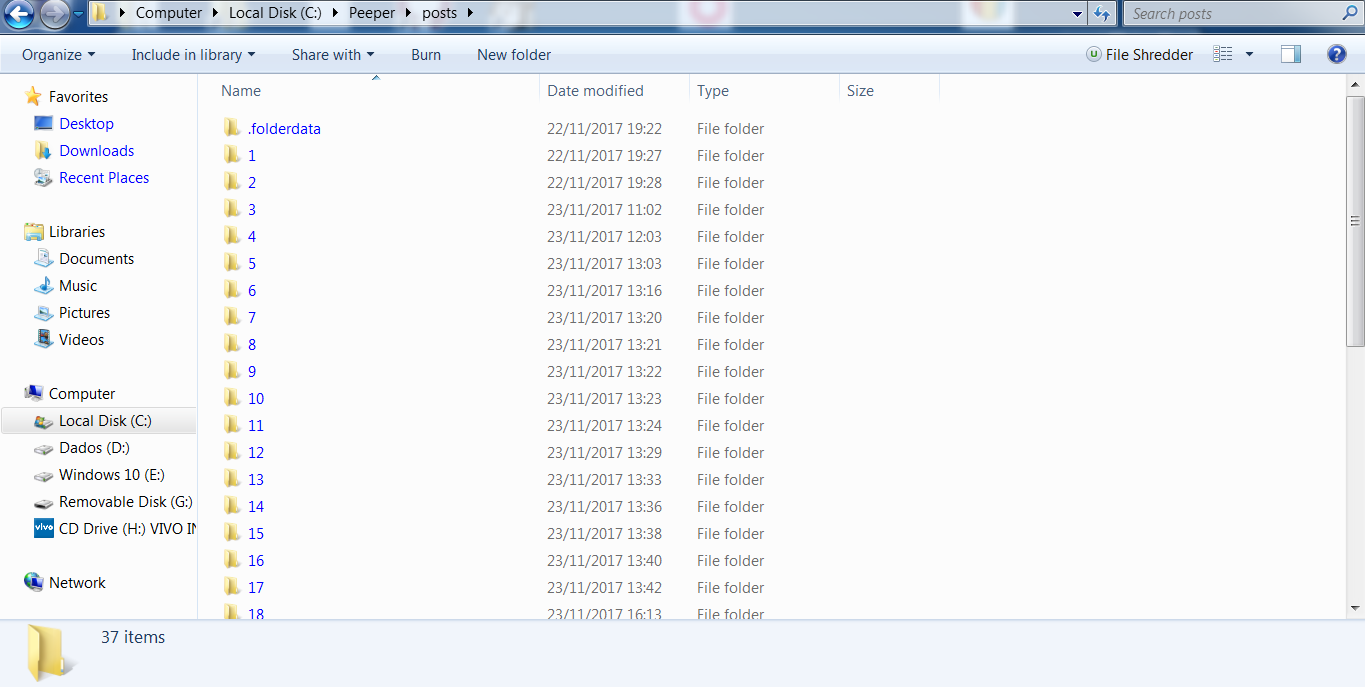 Computer Local Disk (C:) Peeper posts Search posts
Organize Include in library Share with Burn New folder File Shredder
Favorites
Desktop
Downloads
Recent Places
Libraries
Documents
Music
Pictures
Videos
Computer
Local Disk (C:)
Dados (D:)
Windows 10 (E:)
Removable Disk (G:)
vivo CD Drive (H:) VIVO IN
Network
Name Date modified Type Size
.folderdata 22/11/2017 19:22 File folder
1 22/11/2017 19:27 File folder
2 22/11/2017 19:28 File folder
3 23/11/2017 11:02 File folder
4 23/11/2017 12:03 File folder
5 23/11/2017 13:03 File folder
6 23/11/2017 13:16 File folder
7 23/11/2017 13:20 File folder
8 23/11/2017 13:21 File folder
9 23/11/2017 13:22 File folder
10 23/11/2017 13:23 File folder
11 23/11/2017 13:24 File folder
12 23/11/2017 13:29 File folder
13 23/11/2017 13:33 File folder
14 23/11/2017 13:36 File folder
15 23/11/2017 13:38 File folder
16 23/11/2017 13:40 File folder
17 23/11/2017 13:42 File folder
18 23/11/2017 16:13 File folder
37 items